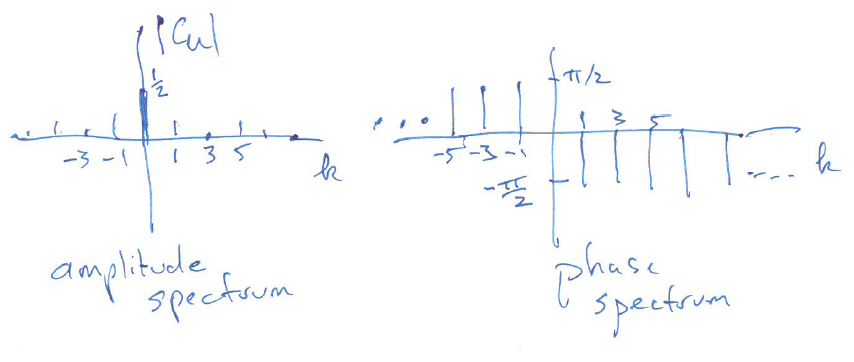 |Cu|
1/2
-3 -1 1 3 5
k
amplitude
spectrum
π/2
1 3 5
... -5 -3 -1
-π/2
....
k
phase
spectrum